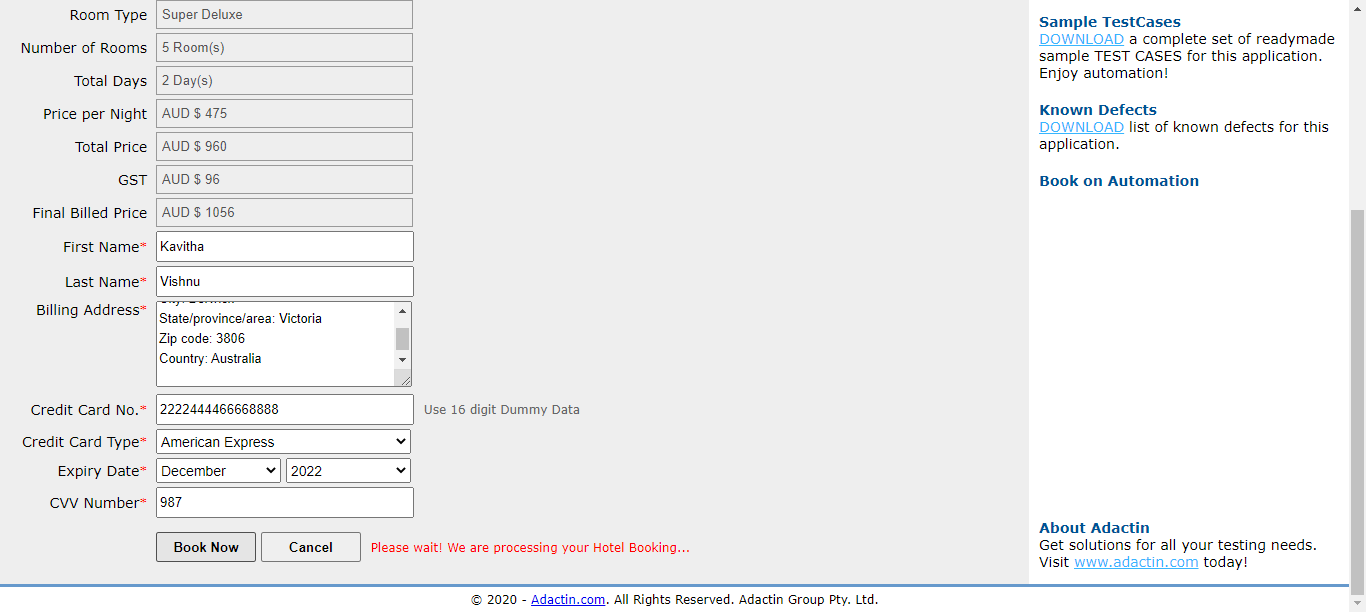 Room Type Super Deluxe
Number of Rooms 5 Room(s)
Total Days 2 Day(s)
Price per Night AUD $ 475
Total Price AUD $ 960
GST AUD $ 96
Final Billed Price AUD $ 1056
First Name* Kavitha
Last Name* Vishnu
Billing Address*
State/province/area: Victoria
Zip code: 3806
Country: Australia
Credit Card No.* 2222444466668888 Use 16 digit Dummy Data
Credit Card Type* American Express
Expiry Date* December 2022
CVV Number* 987
Book Now Cancel Please wait! We are processing your Hotel Booking...
Sample TestCases
DOWNLOAD a complete set of readymade
sample TEST CASES for this application.
Enjoy automation!
Known Defects
DOWNLOAD list of known defects for this
application.
Book on Automation
About Adactin
Get solutions for all your testing needs.
Visit www.adactin.com today!
© 2020 - Adactin.com. All Rights Reserved. Adactin Group Pty. Ltd.